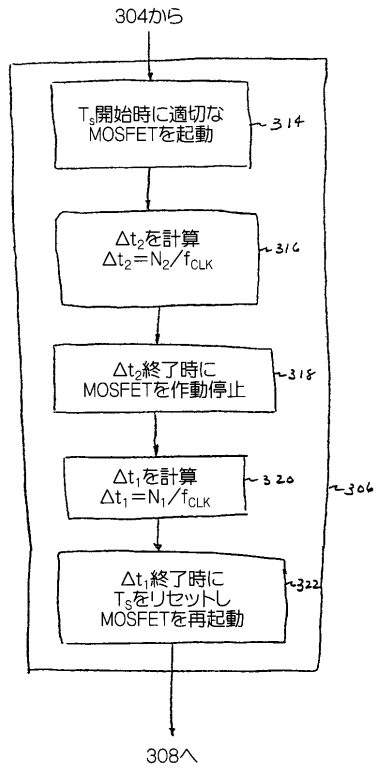 304から
Ts開始時に適切な
MOSFETを起動
314
Δt2を計算
Δt2=N2/fCLK
316
Δt2終了時に
MOSFETを作動停止
318
Δt1を計算
Δt1=N1/fCLK
320
306
Δt1終了時に
TSをリセットし
MOSFETを再起動
322
308へ